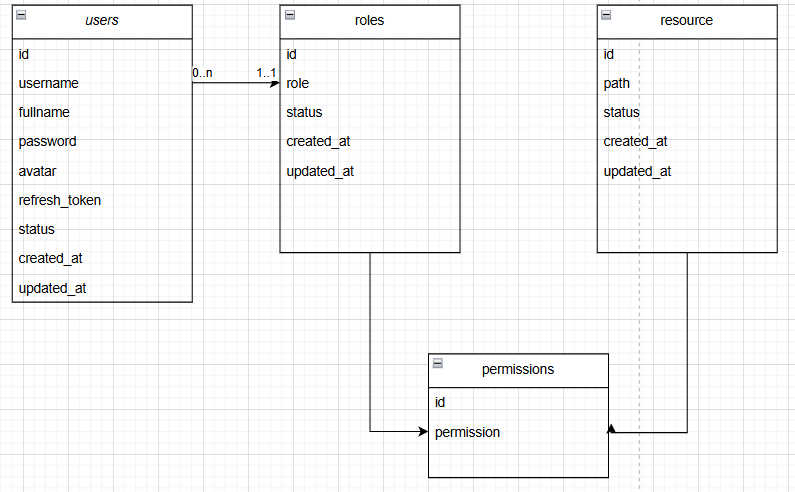 users
id
username
fullname
password
avatar
refresh_token
status
created_at
updated_at
0..n
1..1
roles
id
role
status
created_at
updated_at
resource
id
path
status
created_at
updated_at
permissions
id
permission